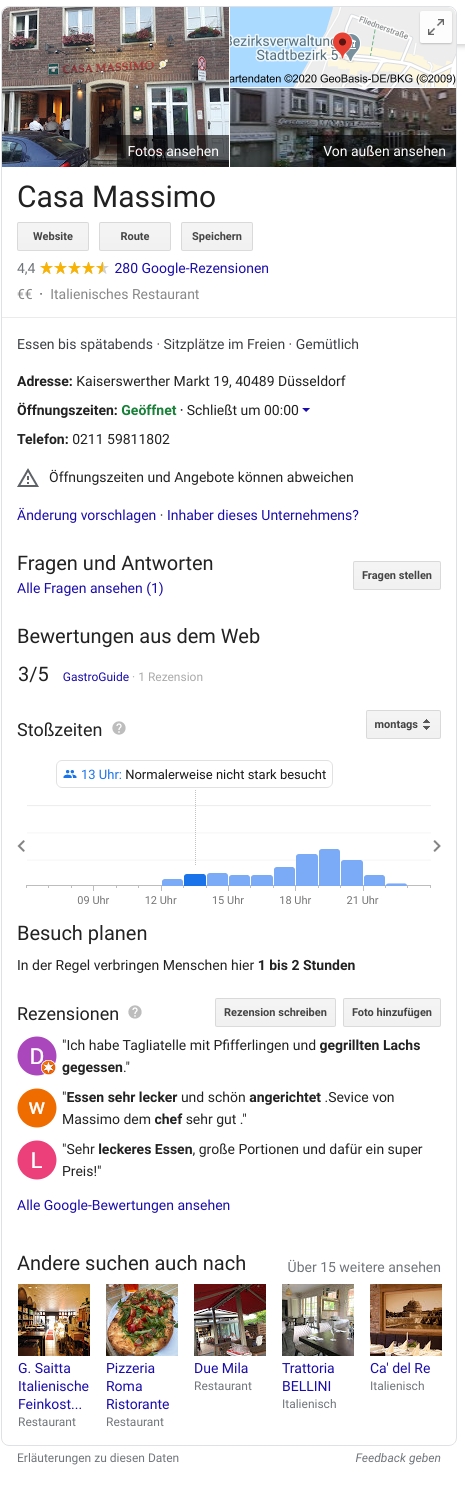 CASA MASSIMO
Fotos ansehen
Bezirksverwaltung
Stadtbezirk 5
Fliednerstraße
artendaten ©2020 GeoBasis-DE/BKG (©2009)
Von außen ansehen
Casa Massimo
Website Route Speichern
4,4 280 Google-Rezensionen
€€ · Italienisches Restaurant
Essen bis spätabends · Sitzplätze im Freien · Gemütlich
Adresse: Kaiserswerther Markt 19, 40489 Düsseldorf
Öffnungszeiten: Geöffnet · Schließt um 00:00
Telefon: 0211 59811802
Öffnungszeiten und Angebote können abweichen
Änderung vorschlagen · Inhaber dieses Unternehmens?
Fragen und Antworten
Alle Fragen ansehen (1)
Fragen stellen
Bewertungen aus dem Web
3/5 GastroGuide · 1 Rezension
Stoßzeiten ?
montags
13 Uhr: Normalerweise nicht stark besucht
09 Uhr 12 Uhr 15 Uhr 18 Uhr 21 Uhr
Besuch planen
In der Regel verbringen Menschen hier 1 bis 2 Stunden
Rezensionen ? Rezension schreiben Foto hinzufügen
D "Ich habe Tagliatelle mit Pfifferlingen und gegrillten Lachs
gegessen."
W "Essen sehr lecker und schön angerichtet .Sevice von
Massimo dem chef sehr gut ."
L "Sehr leckeres Essen, große Portionen und dafür ein super
Preis!"
Alle Google-Bewertungen ansehen
Andere suchen auch nach Über 15 weitere ansehen
G. Saitta
Italienische
Feinkost...
Restaurant
Pizzeria
Roma
Ristorante
Restaurant
Due Mila
Restaurant
Trattoria
BELLINI
Italienisch
Ca' del Re
Italienisch
Erläuterungen zu diesen Daten Feedback geben